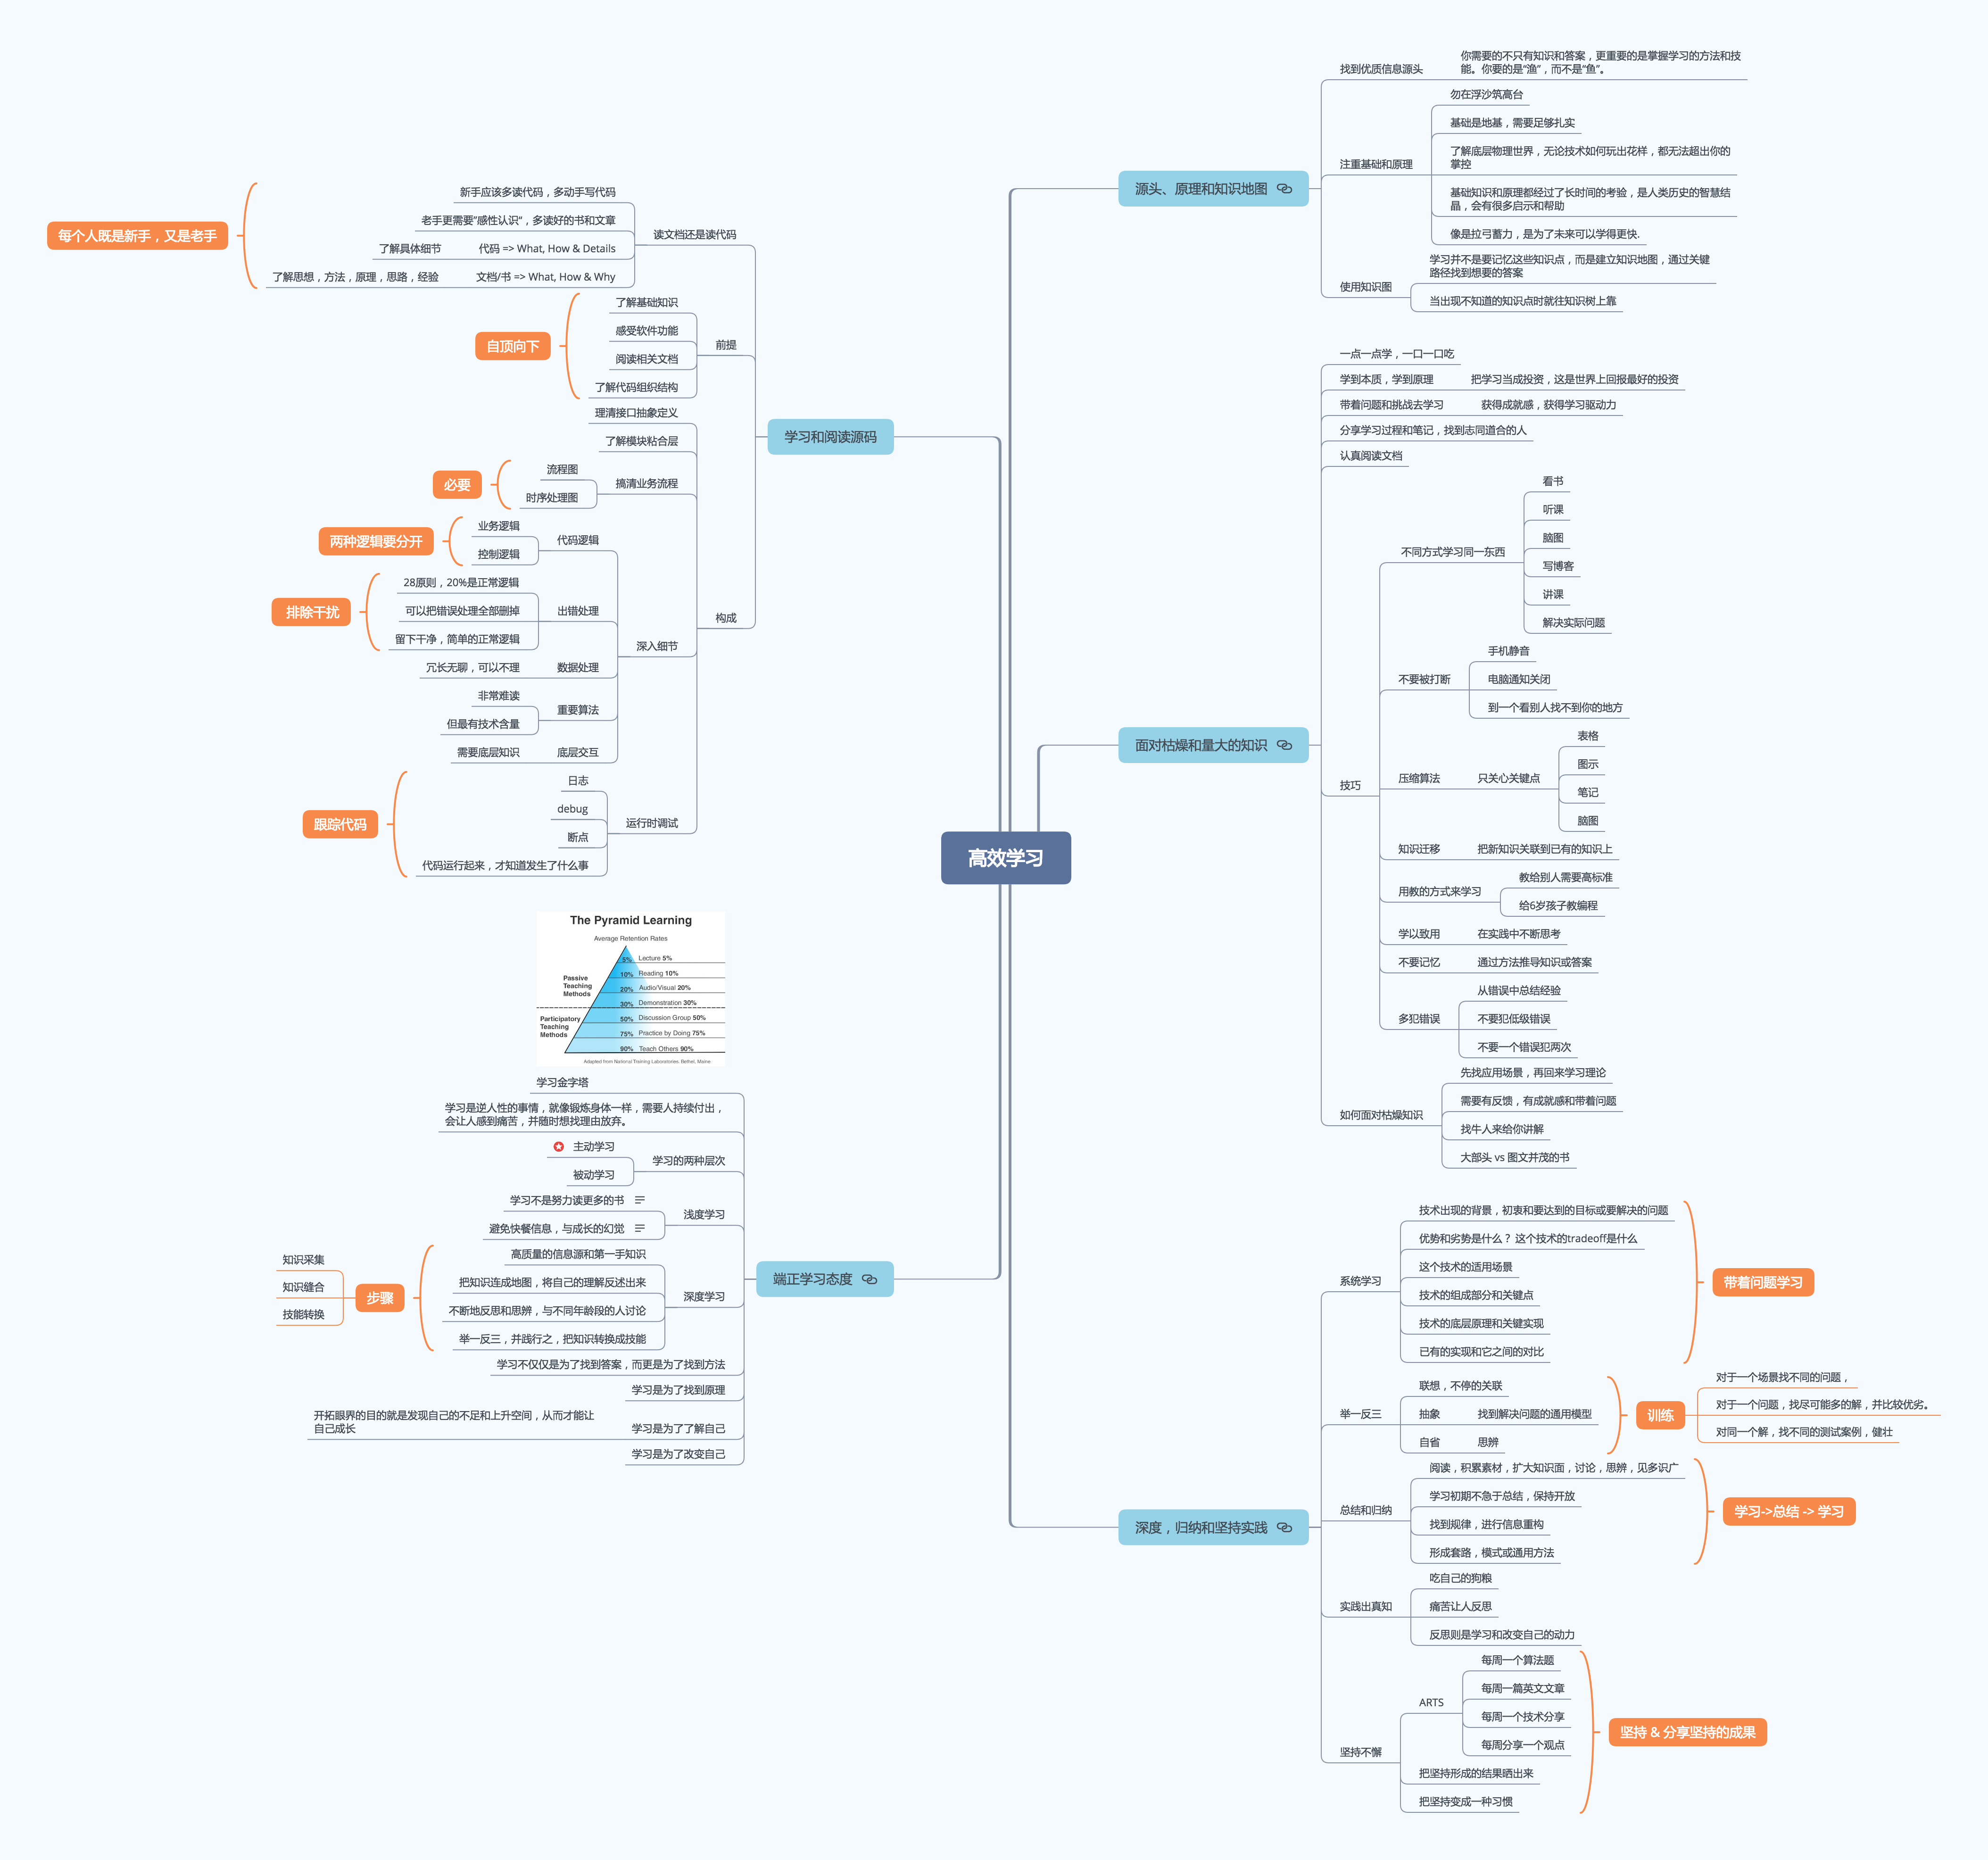 高效学习
源头、原理和知识地图
找到优质信息源头
你需要的不只有知识和答案，更重要的是掌握学习的方法和技
能。你要的是“渔”，而不是“鱼”。
注重基础和原理
勿在浮沙筑高台
基础是地基，需要足够扎实
了解底层物理世界，无论技术如何玩出花样，都无法超出你的
掌控
基础知识和原理都经过了长时间的考验，是人类历史的智慧结
晶，会有很多启示和帮助
像是拉弓蓄力，是为了未来可以学得更快.
使用知识图
学习并不是要记忆这些知识点，而是建立知识地图，通过关键
路径找到想要的答案
当出现不知道的知识点时就往知识树上靠
面对枯燥和量大的知识
一点一点学，一口一口吃
学到本质，学到原理
把学习当成投资，这是世界上回报最好的投资
带着问题和挑战去学习
获得成就感，获得学习驱动力
分享学习过程和笔记，找到志同道合的人
认真阅读文档
技巧
不同方式学习同一东西
看书
听课
脑图
写博客
讲课
解决实际问题
不要被打断
手机静音
电脑通知关闭
到一个看别人找不到你的地方
压缩算法
只关心关键点
表格
图示
笔记
脑图
知识迁移
把新知识关联到已有的知识上
用教的方式来学习
教给别人需要高标准
给6岁孩子教编程
学以致用
在实践中不断思考
不要记忆
通过方法推导知识或答案
多犯错误
从错误中总结经验
不要犯低级错误
不要一个错误犯两次
如何面对枯燥知识
先找应用场景，再回来学习理论
需要有反馈，有成就感和带着问题
找牛人来给你讲解
大部头 vs 图文并茂的书
深度，归纳和坚持实践
系统学习
技术出现的背景，初衷和要达到的目标或要解决的问题
优势和劣势是什么？ 这个技术的tradeoff是什么
这个技术的适用场景
技术的组成部分和关键点
技术的底层原理和关键实现
已有的实现和它之间的对比
带着问题学习
举一反三
联想，不停的关联
抽象
找到解决问题的通用模型
自省
思辨
训练
对于一个场景找不同的问题，
对于一个问题，找尽可能多的解，并比较优劣。
对同一个解，找不同的测试案例，健壮
总结和归纳
阅读，积累素材，扩大知识面，讨论，思辨，见多识广
学习初期不急于总结，保持开放
找到规律，进行信息重构
形成套路，模式或通用方法
学习->总结 -> 学习
实践出真知
吃自己的狗粮
痛苦让人反思
反思则是学习和改变自己的动力
坚持不懈
ARTS
每周一个算法题
每周一篇英文文章
每周一个技术分享
每周分享一个观点
把坚持形成的结果晒出来
把坚持变成一种习惯
坚持 & 分享坚持的成果
学习和阅读源码
读文档还是读代码
新手应该多读代码，多动手写代码
老手更需要“感性认识“，多读好的书和文章
代码 => What, How & Details
了解具体细节
文档/书 => What, How & Why
了解思想，方法，原理，思路，经验
每个人既是新手，又是老手
前提
了解基础知识
感受软件功能
阅读相关文档
了解代码组织结构
自顶向下
构成
理清接口抽象定义
了解模块粘合层
搞清业务流程
流程图
时序处理图
必要
深入细节
代码逻辑
业务逻辑
控制逻辑
两种逻辑要分开
出错处理
28原则，20%是正常逻辑
可以把错误处理全部删掉
留下干净，简单的正常逻辑
排除干扰
数据处理
冗长无聊，可以不理
重要算法
非常难读
但最有技术含量
底层交互
需要底层知识
运行时调试
日志
debug
断点
代码运行起来，才知道发生了什么事
跟踪代码
端正学习态度
The Pyramid Learning
Average Retention Rates
Passive
Teaching
Methods
Participatory
Teaching
Methods
5% Lecture 5%
10% Reading 10%
20% Audio/Visual 20%
30% Demonstration 30%
50% Discussion Group 50%
75% Practice by Doing 75%
90% Teach Others 90%
Adapted from National Training Laboratories. Bethel, Maine
学习金字塔
学习是逆人性的事情，就像锻炼身体一样，需要人持续付出，
会让人感到痛苦，并随时想找理由放弃。
学习的两种层次
主动学习
被动学习
浅度学习
学习不是努力读更多的书
避免快餐信息，与成长的幻觉
深度学习
高质量的信息源和第一手知识
把知识连成地图，将自己的理解反述出来
不断地反思和思辨，与不同年龄段的人讨论
举一反三，并践行之，把知识转换成技能
步骤
知识采集
知识缝合
技能转换
学习不仅仅是为了找到答案，而更是为了找到方法
学习是为了找到原理
学习是为了了解自己
开拓眼界的目的就是发现自己的不足和上升空间，从而才能让
自己成长
学习是为了改变自己